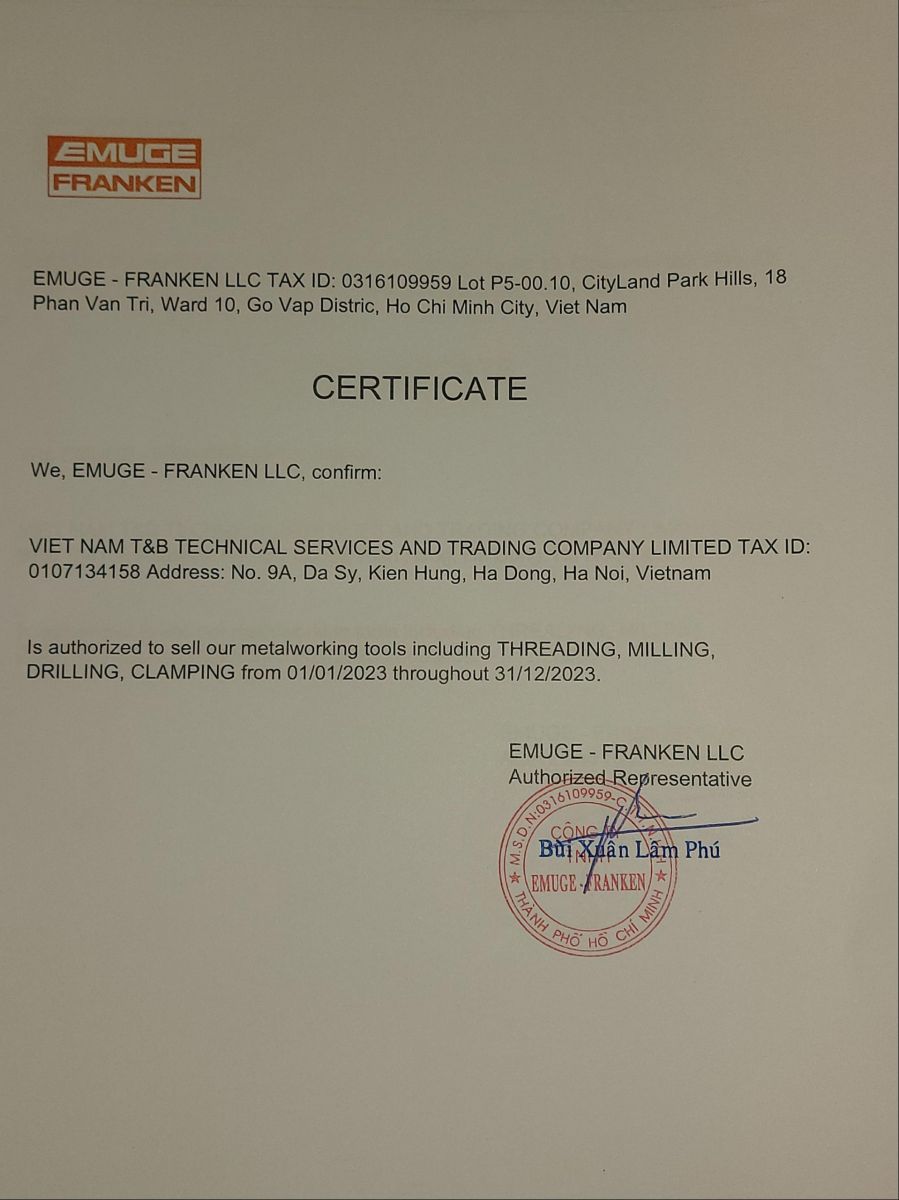 EMUGE
FRANKEN
EMUGE - FRANKEN LLC TAX ID: 0316109959 Lot P5-00.10, CityLand Park Hills, 18
Phan Van Tri, Ward 10, Go Vap Distric, Ho Chi Minh City, Viet Nam
CERTIFICATE
We, EMUGE - FRANKEN LLC, confirm:
VIET NAM T&B TECHNICAL SERVICES AND TRADING COMPANY LIMITED TAX ID:
0107134158 Address: No. 9A, Da Sy, Kien Hung, Ha Dong, Ha Noi, Vietnam
Is authorized to sell our metalworking tools including THREADING, MILLING,
DRILLING, CLAMPING from 01/01/2023 throughout 31/12/2023.
EMUGE - FRANKEN LLC
Authorized Representative
M.S.D.N:0316109959-C.T.T.N.H.H
CÔNG TY
Bùi Xuân Lâm Phú
TNHH
EMUGE - FRANKEN
THÀNH PHỐ HỒ CHÍ MINH